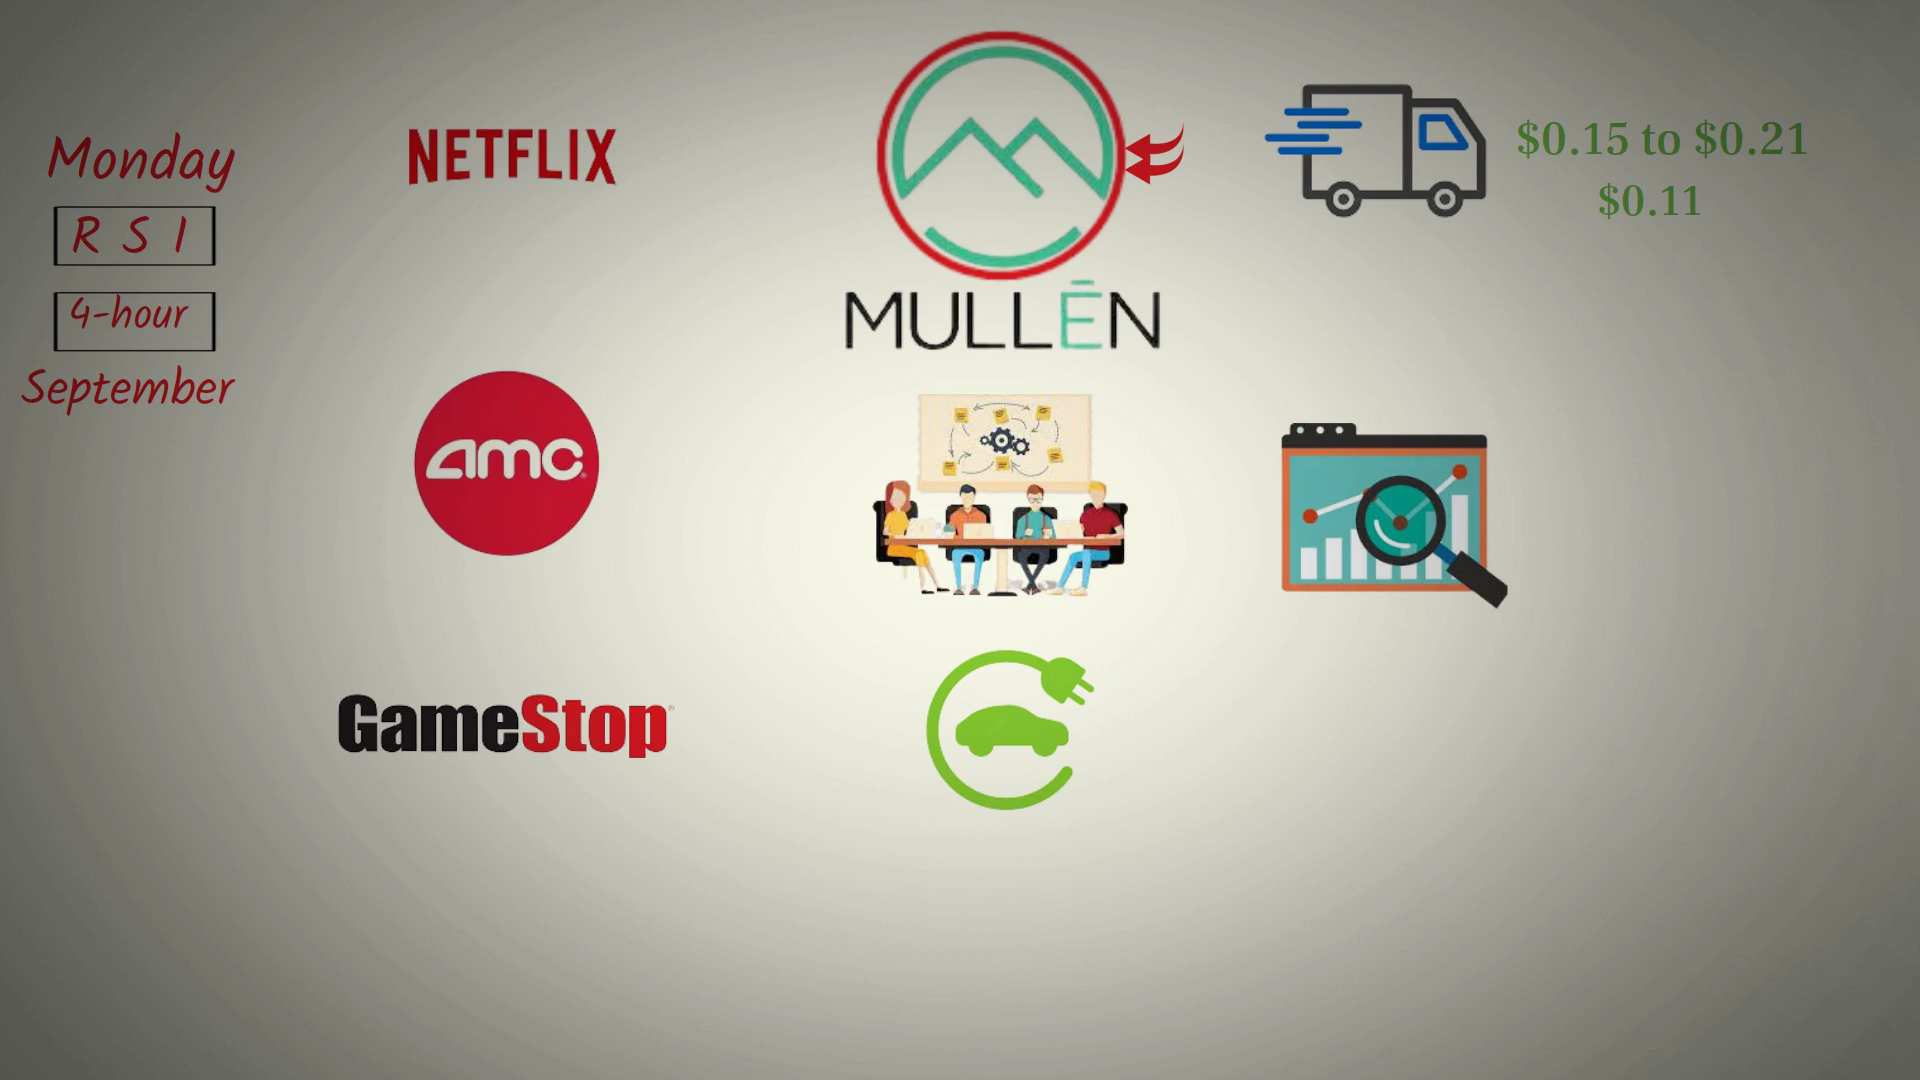 Monday
R S I
4-hour
September
NETFLIX
amc
GameStop
MULLĒN
$0.15 to $0.21
$0.11